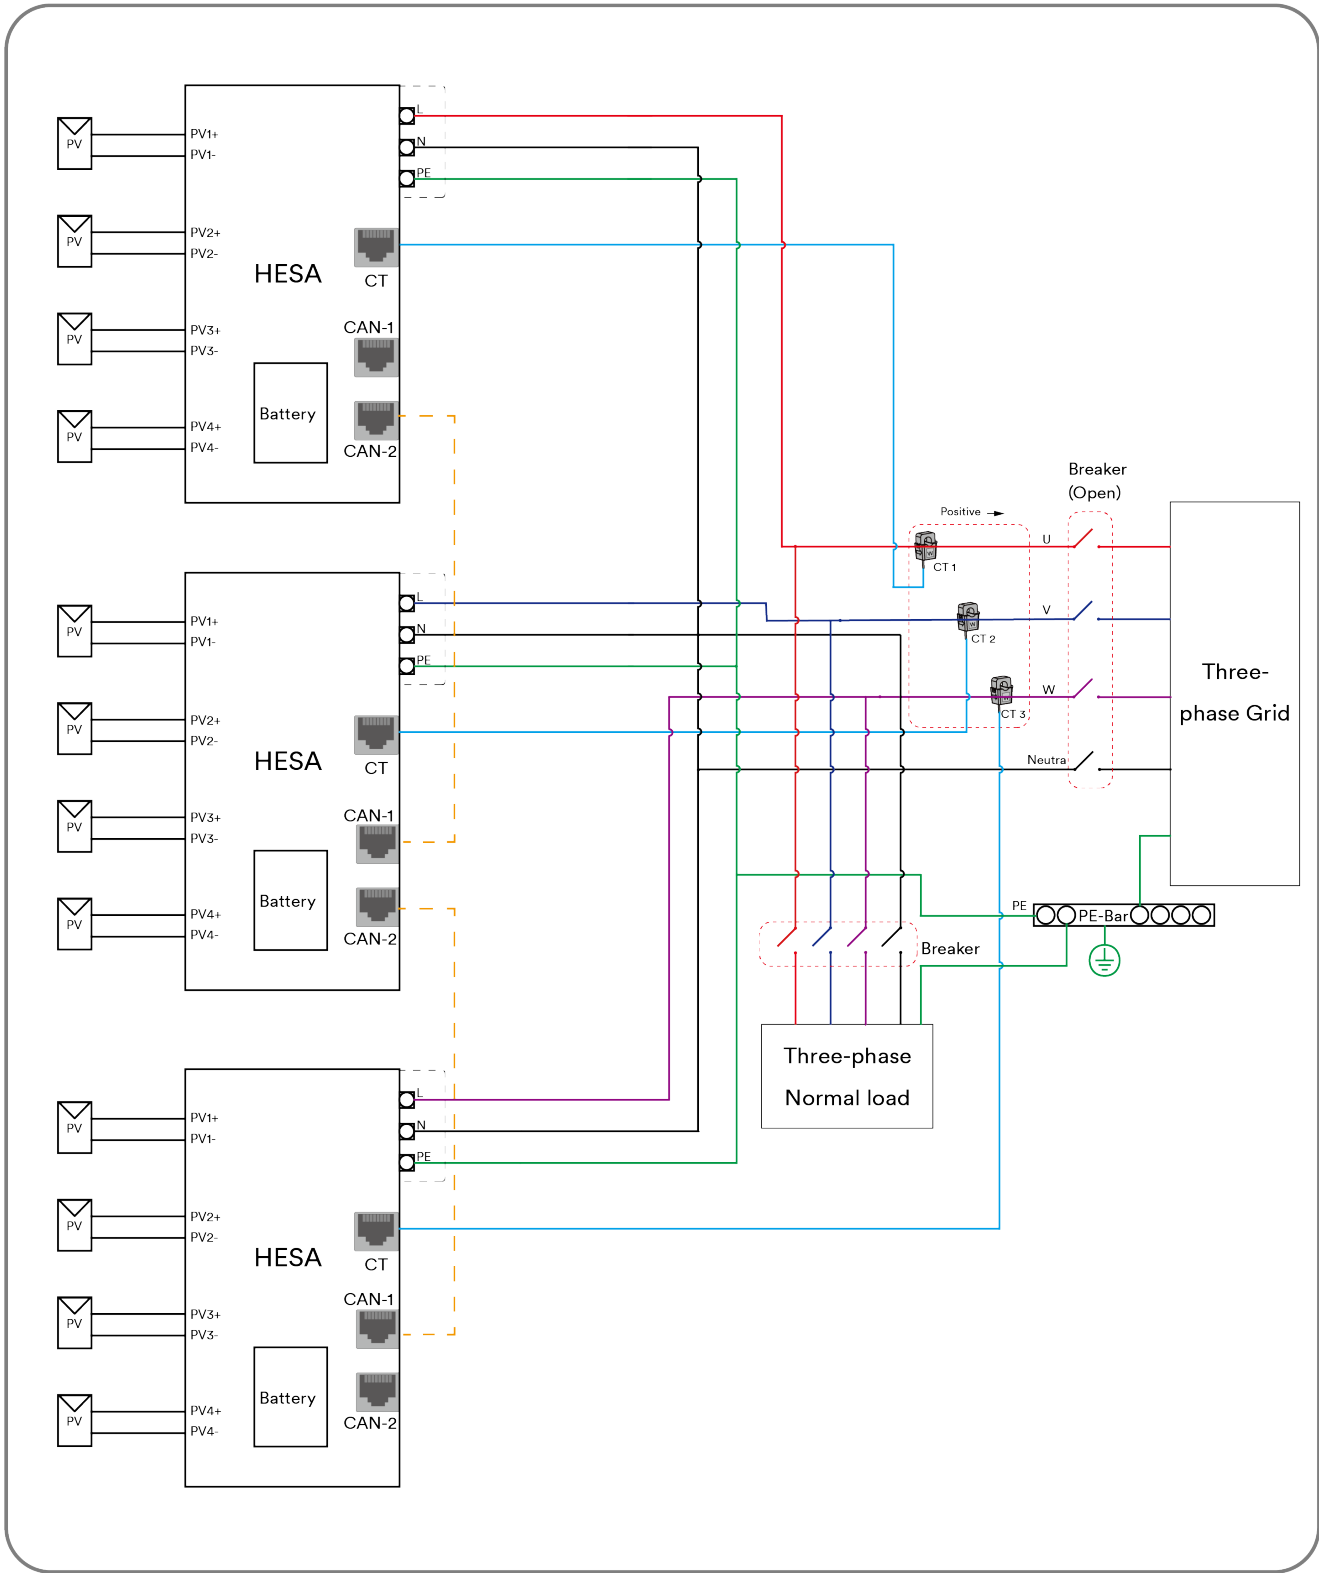 L
PV
PV1+
PV1-
N
PE
PV
PV2+
PV2-
HESA
CT
PV
PV3+
PV3-
CAN-1
Battery
PV
PV4+
PV4-
CAN-2
L
PV
PV1+
PV1-
N
PE
PV
PV2+
PV2-
HESA
CT
PV
PV3+
PV3-
CAN-1
Battery
PV
PV4+
PV4-
CAN-2
L
PV
PV1+
PV1-
N
PE
PV
PV2+
PV2-
HESA
CT
PV
PV3+
PV3-
CAN-1
Battery
PV
PV4+
PV4-
CAN-2
Breaker
(Open)
Positive
U
CT 1
V
CT 2
W
CT 3
Neutra
Three-
phase Grid
PE
PE-Bar
Breaker
Three-phase
Normal load